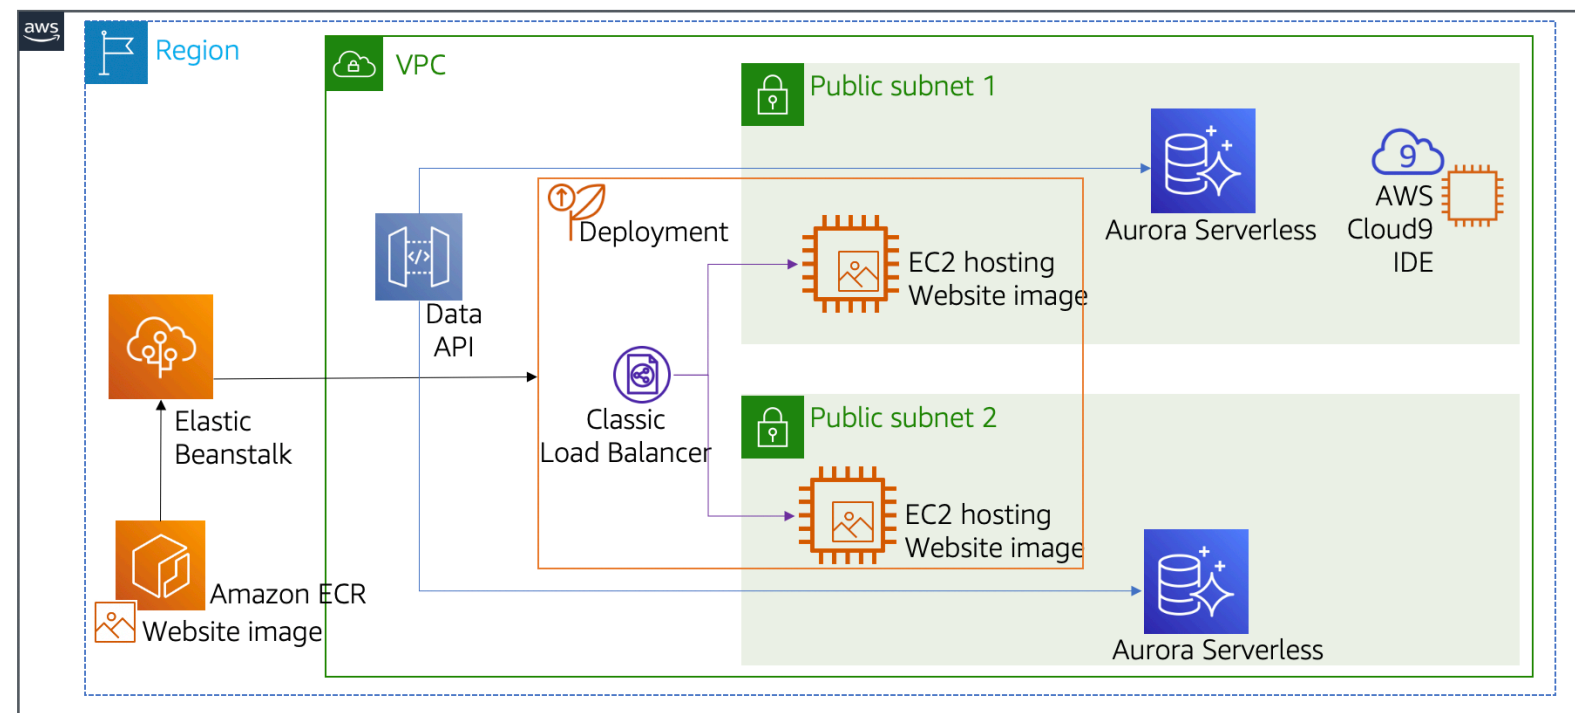 aws
Region
VPC
Public subnet 1
9
AWS
Cloud9
IDE
Aurora Serverless
Deployment
EC2 hosting
Website image
</>
Data
API
Classic
Load Balancer
Elastic
Beanstalk
Public subnet 2
EC2 hosting
Website image
Amazon ECR
Website image
Aurora Serverless